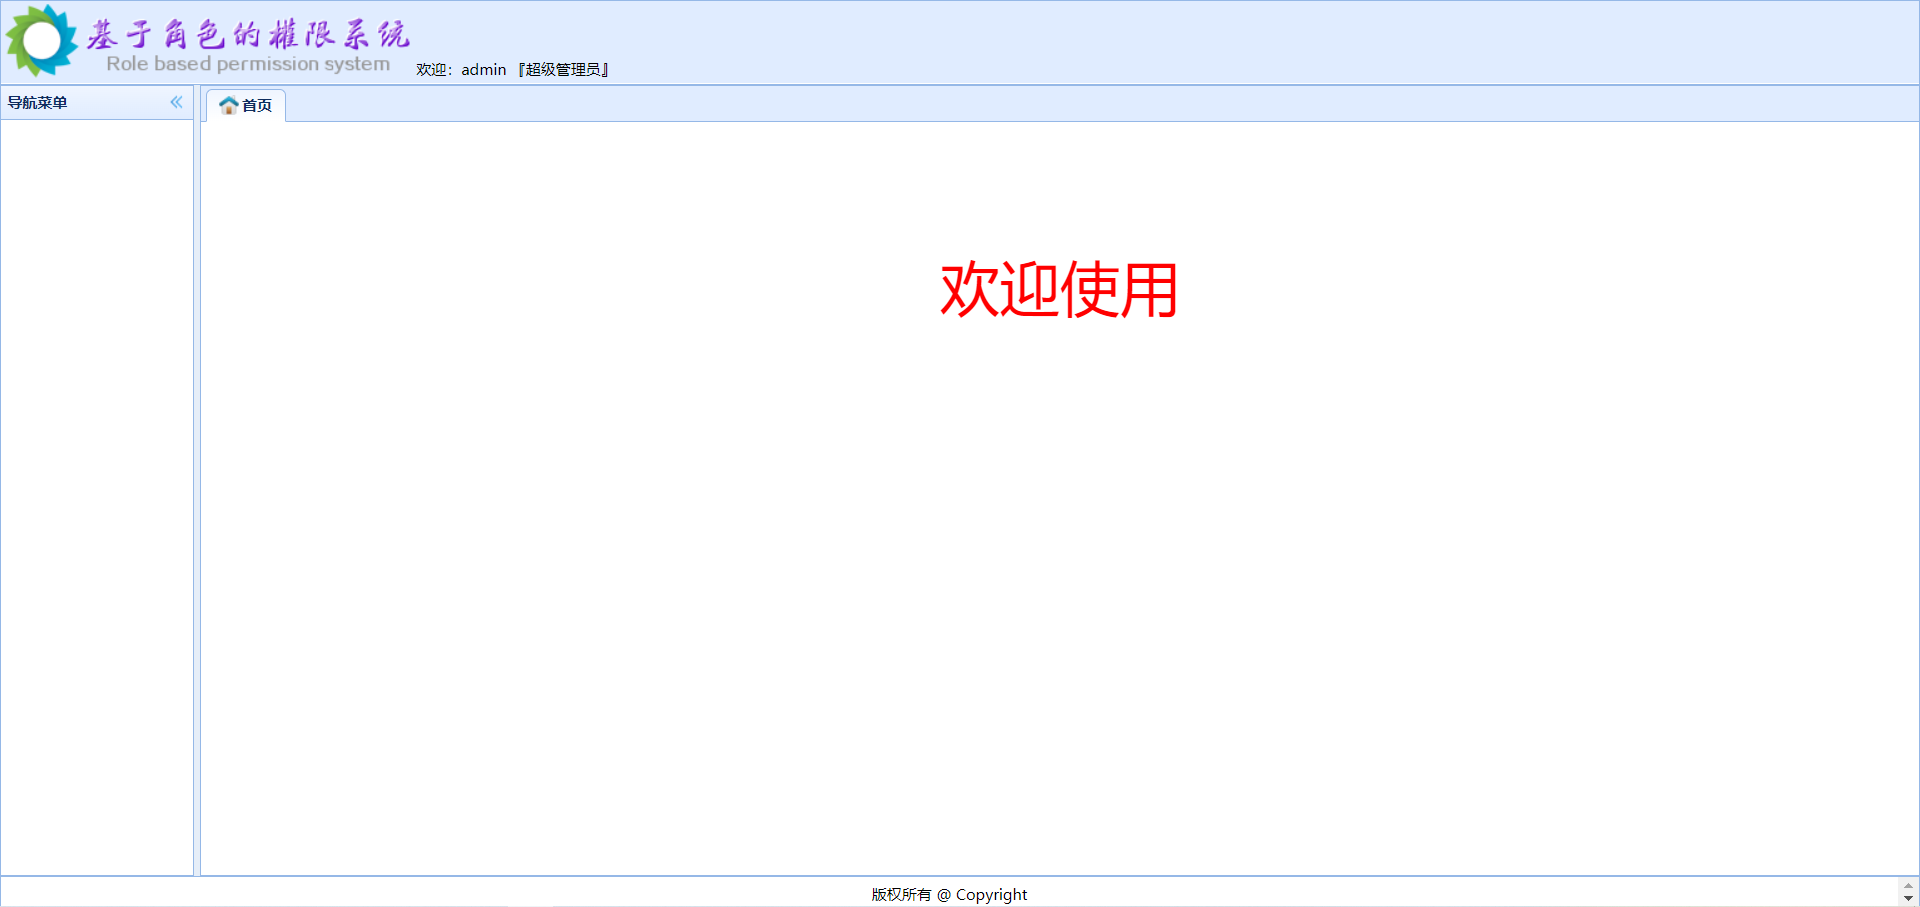 基于角色的權限系统
Role based permission system
欢迎：admin 『超级管理员』
导航菜单
首页
欢迎使用
版权所有 @ Copyright